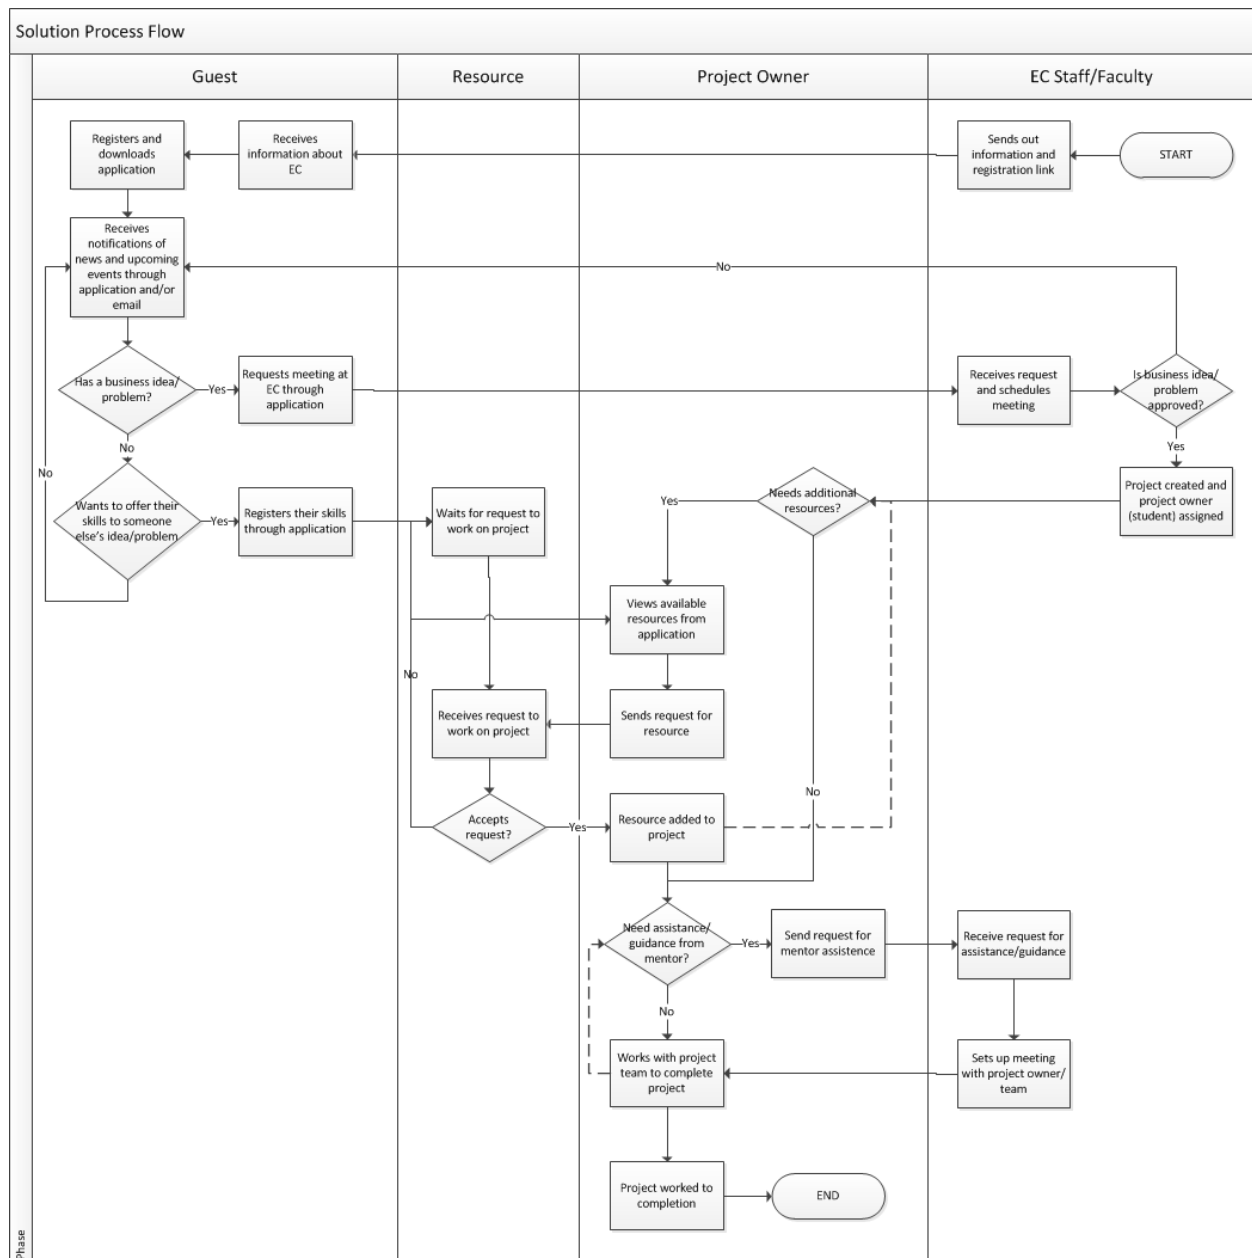 Solution Process Flow
Guest
Resource
Project Owner
EC Staff/Faculty
Registers and
downloads
application
Receives
information about
EC
Sends out
information and
registration link
START
Receives
notifications of
news and upcoming
events through
application and/or
email
No
Has a business idea/
problem?
Yes
Requests meeting at
EC through
application
Receives request
and schedules
meeting
Is business idea/
problem
approved?
No
No
Yes
Wants to offer their
skills to someone
else's idea/problem
Yes
Registers their skills
through application
Waits for request to
work on project
Yes
Needs additional
resources?
Project created and
project owner
(student) assigned
Views available
resources from
application
No
Receives request to
work on project
Sends request for
resource
No
Accepts
request?
Yes
Resource added to
project
Need assistance/
guidance from
mentor?
Yes
Send request for
mentor assistence
Receive request for
assistance/guidance
No
Works with project
team to complete
project
Sets up meeting
with project owner/
team
Project worked to
completion
END
Phase